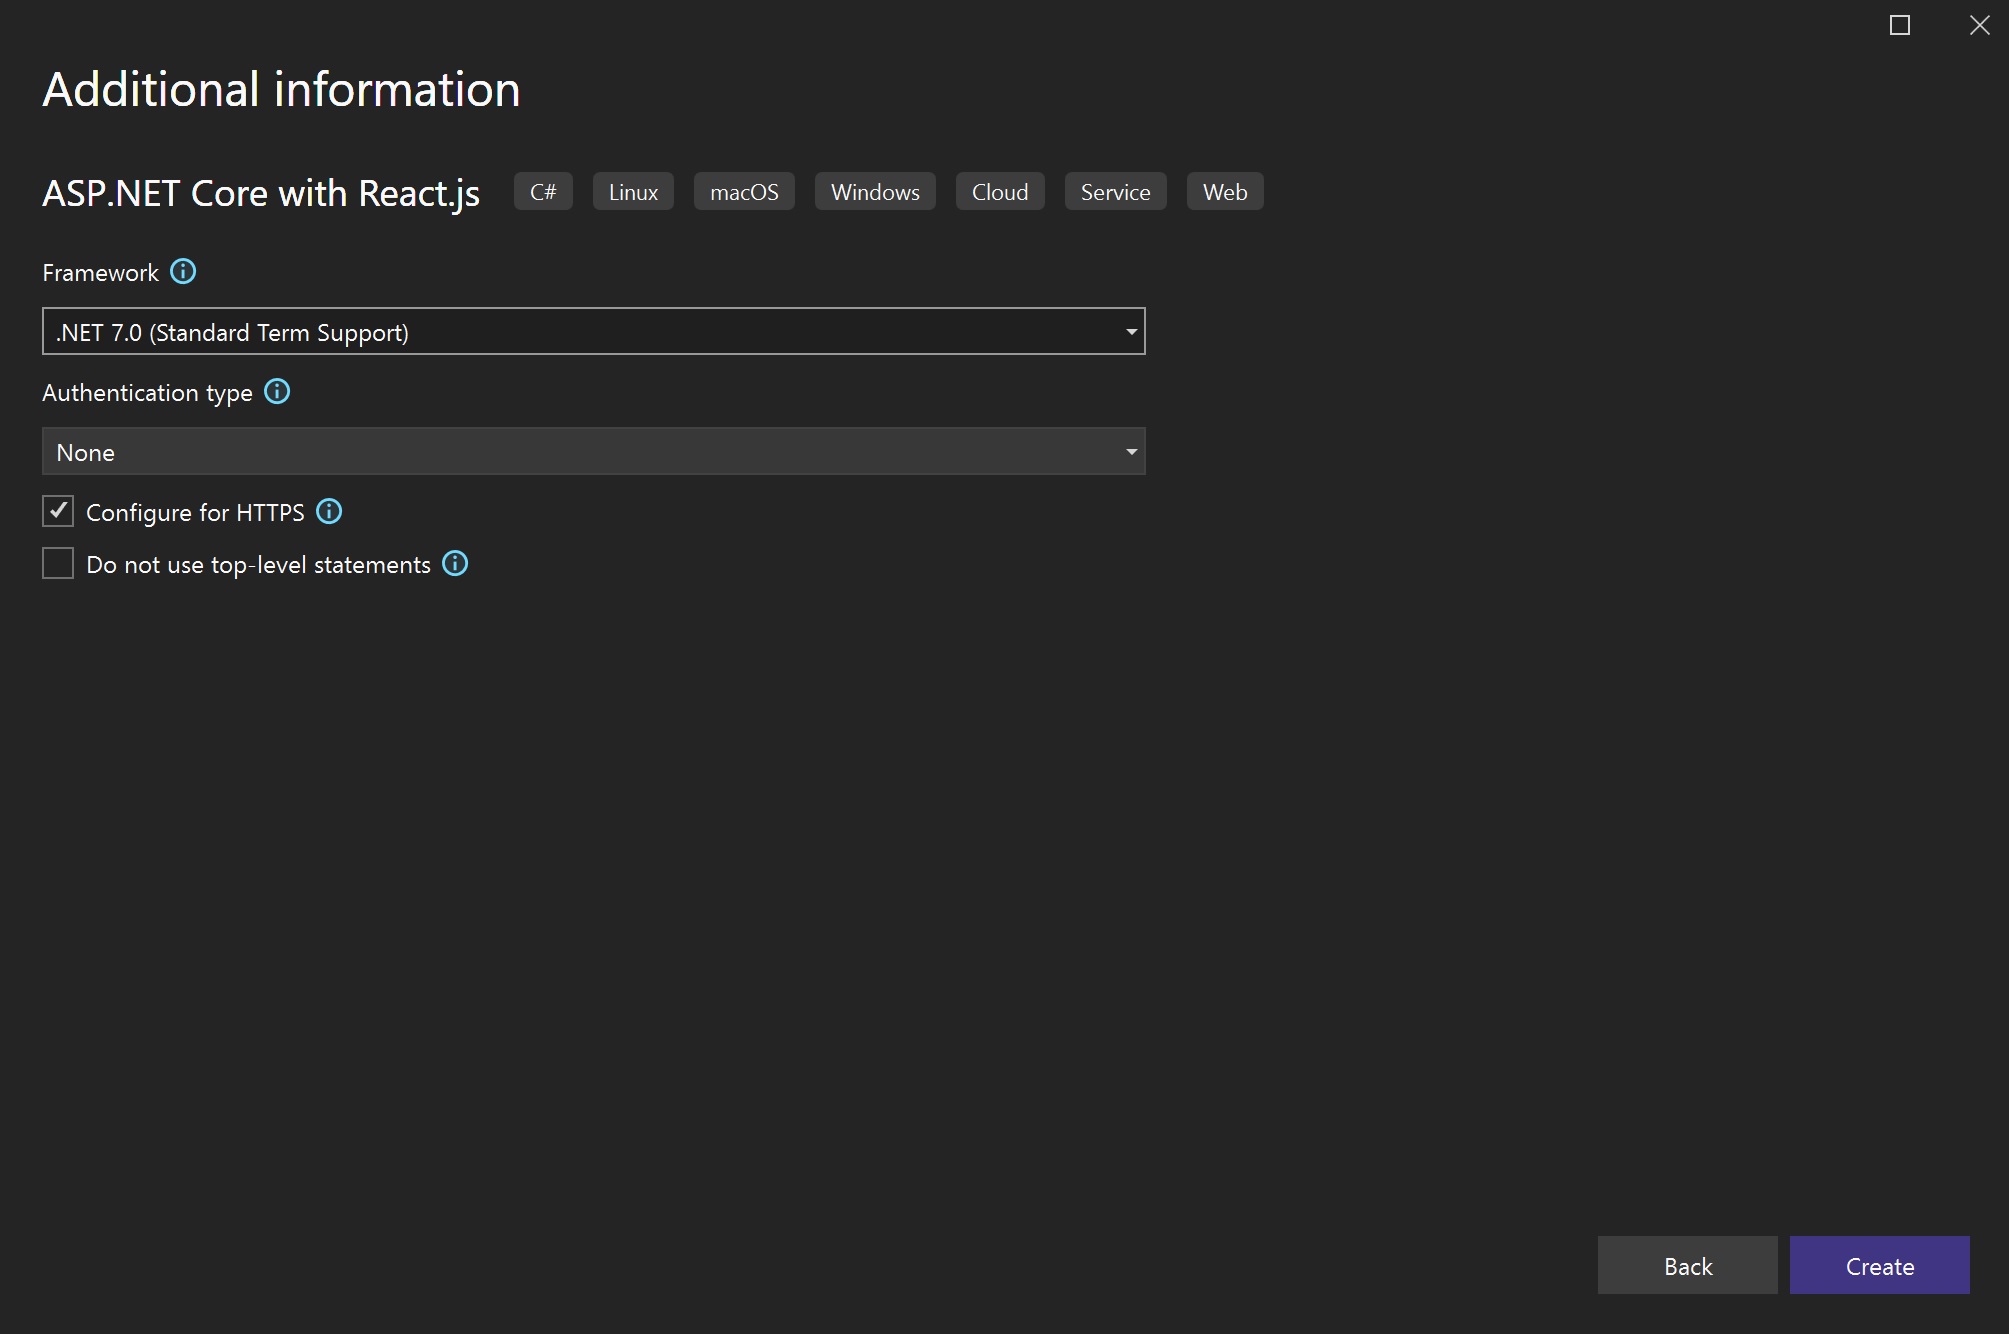 Additional information
ASP.NET Core with React.js C# Linux macOS Windows Cloud Service Web
Framework
.NET 7.0 (Standard Term Support)
Authentication type
None
Configure for HTTPS
Do not use top-level statements
Back Create